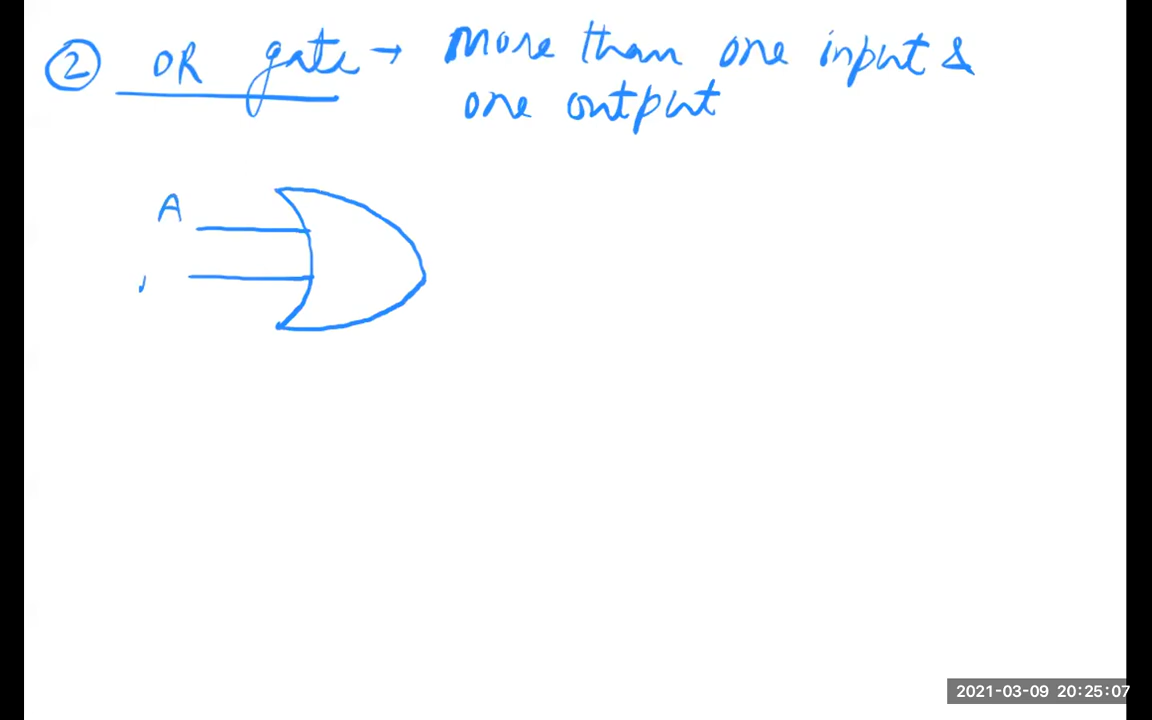 ② OR gate → More than one input &
one output
A
2021-03-09 20:25:07